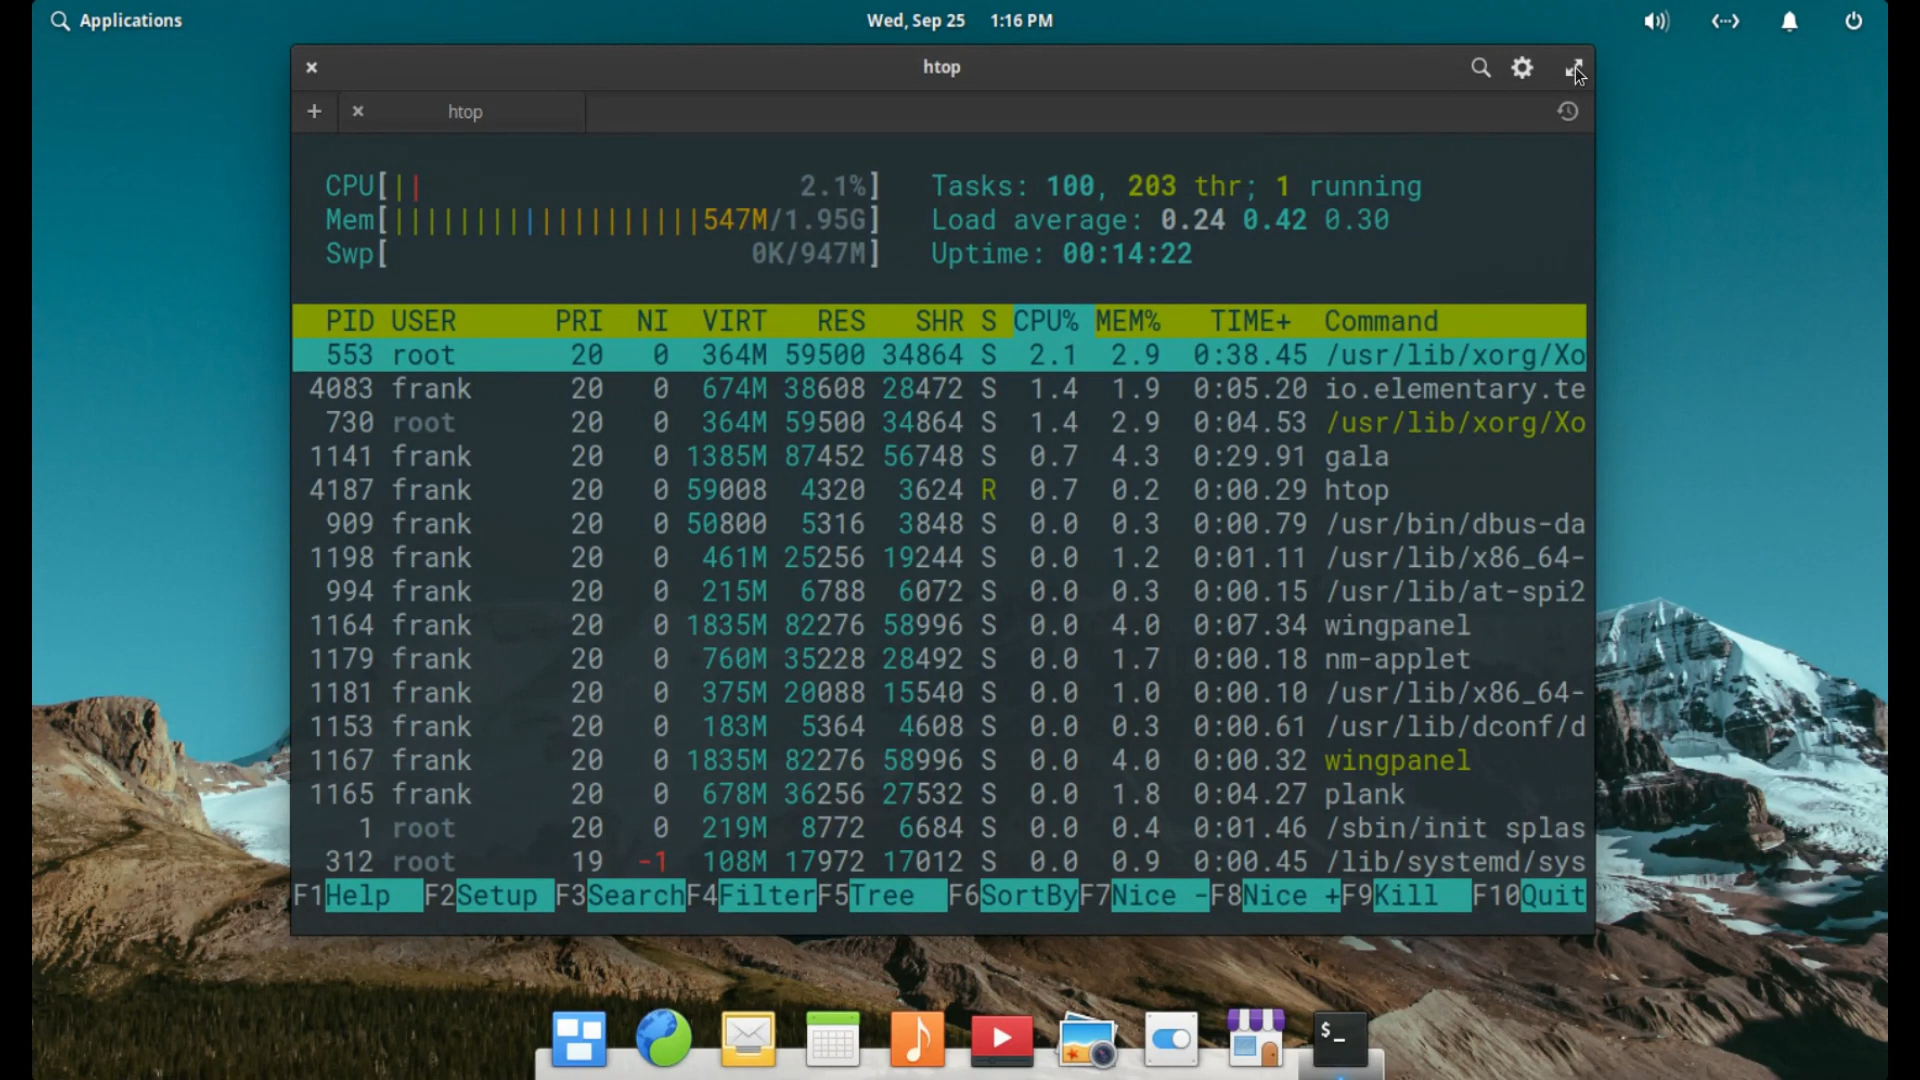 Applications Wed, Sep 25 1:16 PM
htop
htop
CPU[|| 2.1%] Tasks: 100, 203 thr; 1 running
Mem[|||||||||||||||||||547M/1.95G] Load average: 0.24 0.42 0.30
Swp[ 0K/947M] Uptime: 00:14:22
PID USER PRI NI VIRT RES SHR S CPU% MEM% TIME+ Command
553 root 20 0 364M 59500 34864 S 2.1 2.9 0:38.45 /usr/lib/xorg/Xo
4083 frank 20 0 674M 38608 28472 S 1.4 1.9 0:05.20 io.elementary.te
730 root 20 0 364M 59500 34864 S 1.4 2.9 0:04.53 /usr/lib/xorg/Xo
1141 frank 20 0 1385M 87452 56748 S 0.7 4.3 0:29.91 gala
4187 frank 20 0 59008 4320 3624 R 0.7 0.2 0:00.29 htop
909 frank 20 0 50800 5316 3848 S 0.0 0.3 0:00.79 /usr/bin/dbus-da
1198 frank 20 0 461M 25256 19244 S 0.0 1.2 0:01.11 /usr/lib/x86_64-
994 frank 20 0 215M 6788 6072 S 0.0 0.3 0:00.15 /usr/lib/at-spi2
1164 frank 20 0 1835M 82276 58996 S 0.0 4.0 0:07.34 wingpanel
1179 frank 20 0 760M 35228 28492 S 0.0 1.7 0:00.18 nm-applet
1181 frank 20 0 375M 20088 15540 S 0.0 1.0 0:00.10 /usr/lib/x86_64-
1153 frank 20 0 183M 5364 4608 S 0.0 0.3 0:00.61 /usr/lib/dconf/d
1167 frank 20 0 1835M 82276 58996 S 0.0 4.0 0:00.32 wingpanel
1165 frank 20 0 678M 36256 27532 S 0.0 1.8 0:04.27 plank
1 root 20 0 219M 8772 6684 S 0.0 0.4 0:01.46 /sbin/init splas
312 root 19 -1 108M 17972 17012 S 0.0 0.9 0:00.45 /lib/systemd/sys
F1Help F2Setup F3SearchF4FilterF5Tree F6SortByF7Nice -F8Nice +F9Kill F10Quit
$_